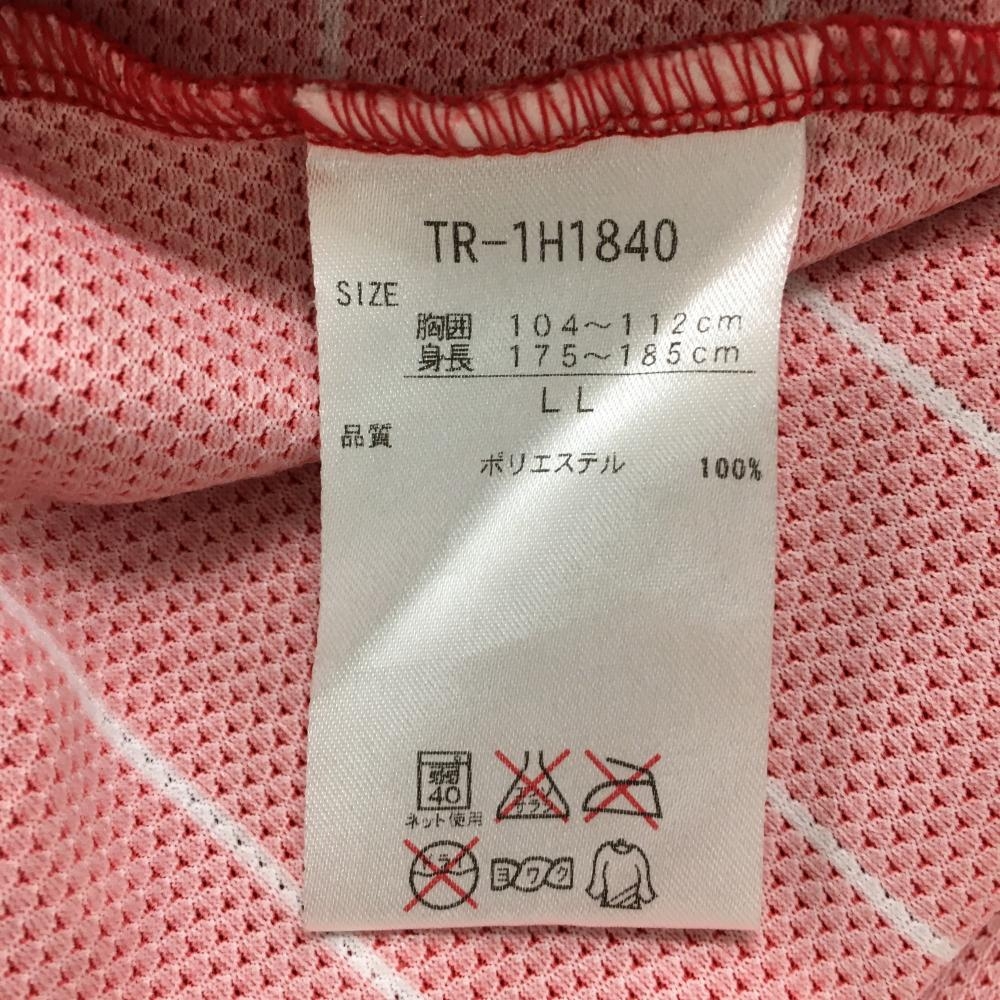 TR-1H1840
SIZE
胸囲 104～112cm
身長 175～185cm
LL
品質
ポリエステル 100%
40
ネット使用
ヨワク